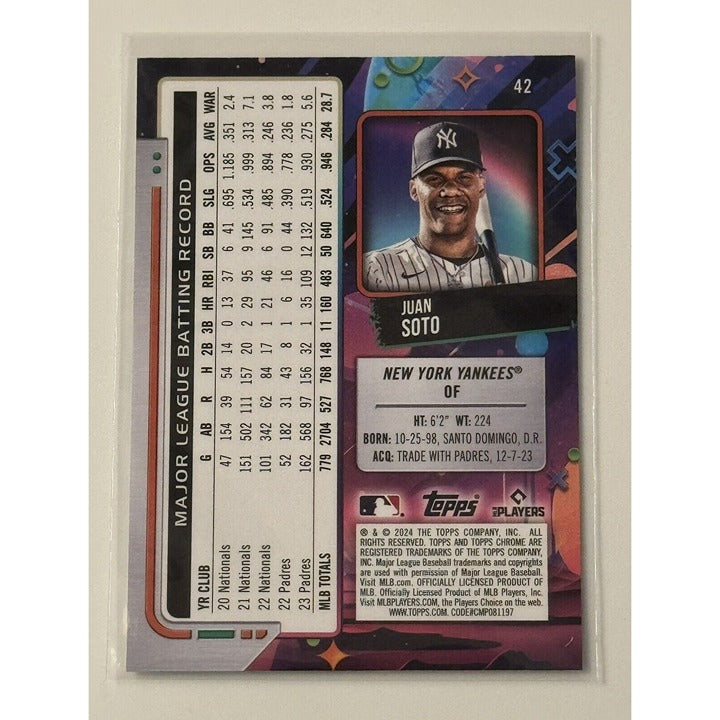 MAJOR LEAGUE BATTING RECORD
YR CLUB G AB R H 2B 3B HR RBI SB BB SLG OPS AVG WAR
20 Nationals 47 154 39 54 14 0 13 37 6 41 .695 1.185 .351 2.4
21 Nationals 151 502 111 157 20 2 29 95 9 145 .534 .999 .313 7.1
22 Nationals 101 342 62 84 17 1 21 46 6 91 .485 .894 .246 3.8
22 Padres 52 182 31 43 8 1 6 16 0 44 .390 .778 .236 1.8
23 Padres 162 568 97 156 32 1 35 109 12 132 .519 .930 .275 5.6
MLB TOTALS 779 2704 527 768 148 11 160 483 50 640 .524 .946 .284 28.7
42
NY
JUAN
SOTO
NEW YORK YANKEES®
OF
HT: 6'2" WT: 224
BORN: 10-25-98, SANTO DOMINGO, D.R.
ACQ: TRADE WITH PADRES, 12-7-23
Topps
MLB PLAYERS
® & © 2024 THE TOPPS COMPANY, INC. ALL
RIGHTS RESERVED. TOPPS AND TOPPS CHROME ARE
REGISTERED TRADEMARKS OF THE TOPPS COMPANY,
INC. Major League Baseball trademarks and copyrights
are used with permission of Major League Baseball.
Visit MLB.com. OFFICIALLY LICENSED PRODUCT OF
MLB. Officially Licensed Product of MLB Players, Inc.
Visit MLBPLAYERS.COM, the Players Choice on the web.
WWW.TOPPS.COM. CODE#CMP081197